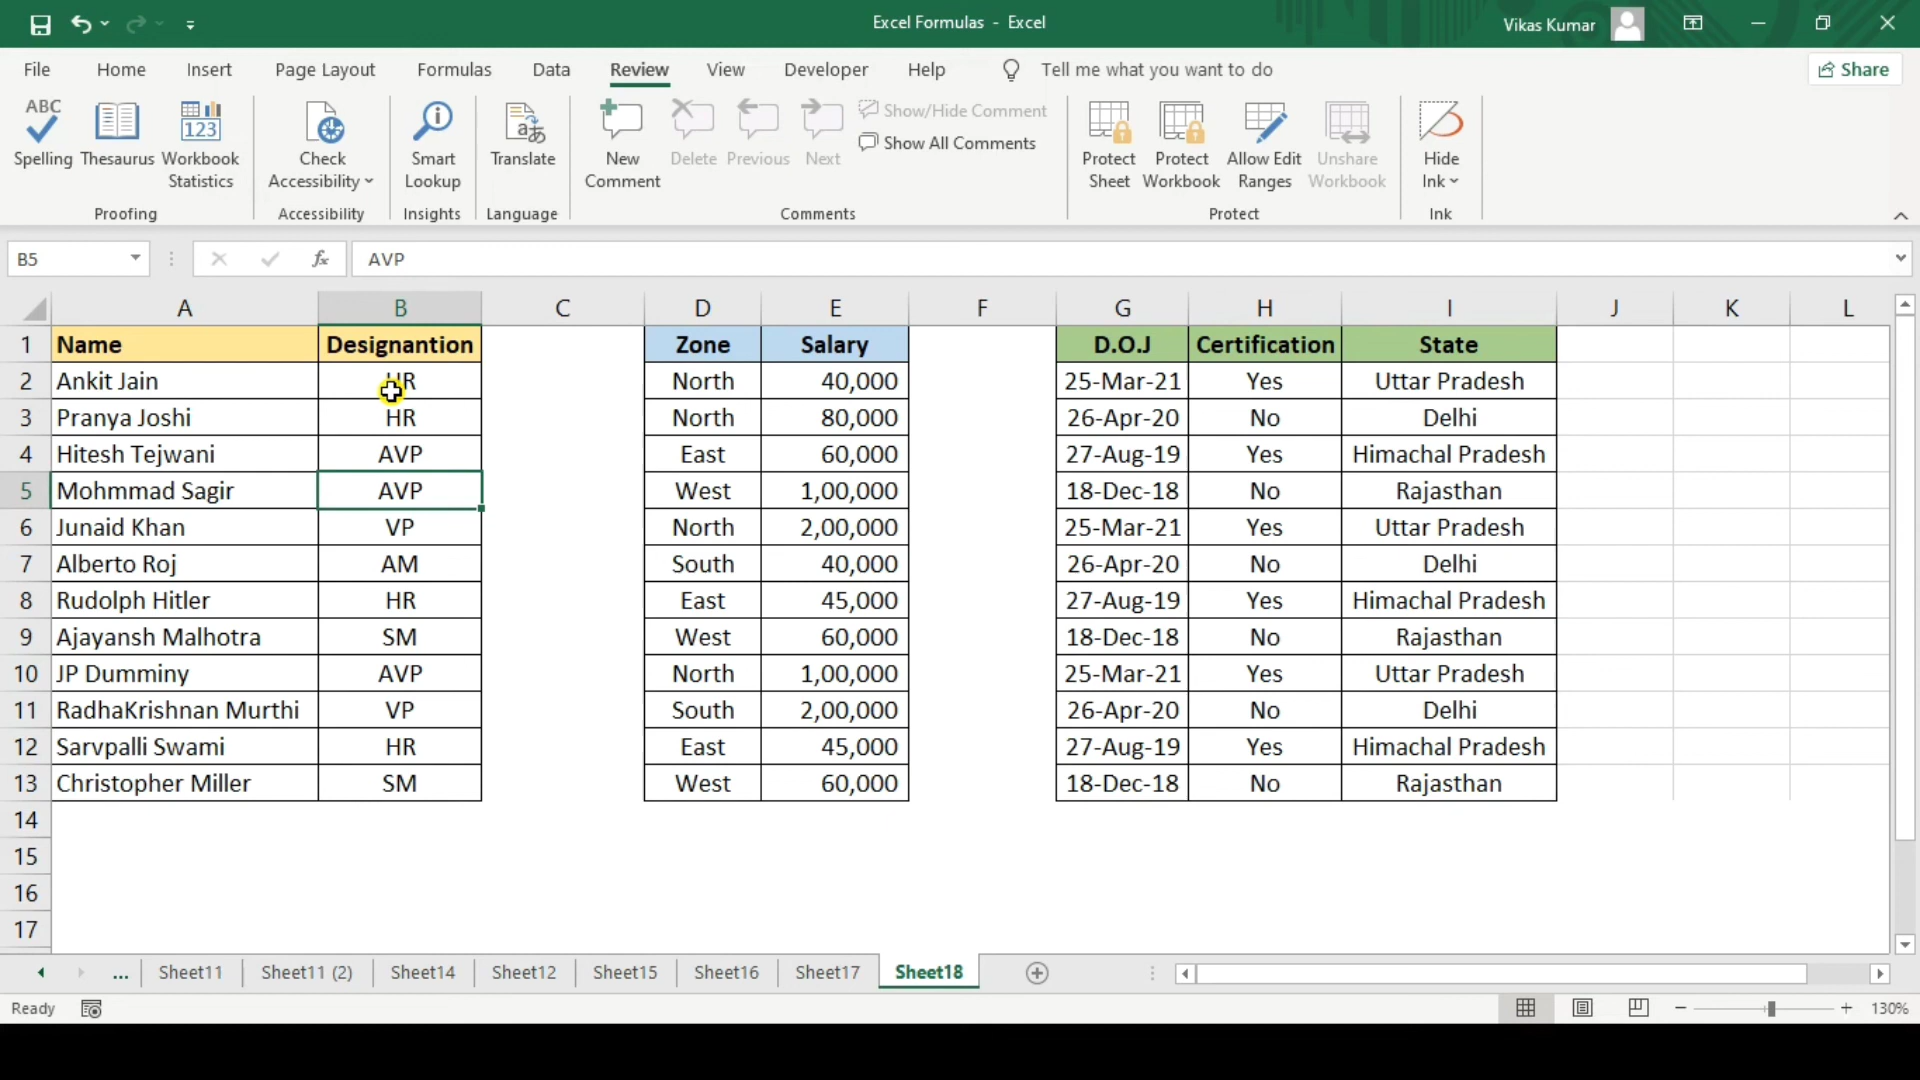 Excel Formulas - Excel
Vikas Kumar
File Home Insert Page Layout Formulas Data Review View Developer Help Tell me what you want to do Share
ABC
123
Spelling Thesaurus Workbook Statistics
Check Accessibility
Smart Lookup
Translate
New Comment
Delete Previous Next
Show/Hide Comment
Show All Comments
Protect Sheet
Protect Workbook
Allow Edit Ranges
Unshare Workbook
Hide Ink
Proofing Accessibility Insights Language Comments Protect Ink
B5 fx AVP
A B C D E F G H I J K L
1 Name Designantion Zone Salary D.O.J Certification State
2 Ankit Jain HR North 40,000 25-Mar-21 Yes Uttar Pradesh
3 Pranya Joshi HR North 80,000 26-Apr-20 No Delhi
4 Hitesh Tejwani AVP East 60,000 27-Aug-19 Yes Himachal Pradesh
5 Mohmmad Sagir AVP West 1,00,000 18-Dec-18 No Rajasthan
6 Junaid Khan VP North 2,00,000 25-Mar-21 Yes Uttar Pradesh
7 Alberto Roj AM South 40,000 26-Apr-20 No Delhi
8 Rudolph Hitler HR East 45,000 27-Aug-19 Yes Himachal Pradesh
9 Ajayansh Malhotra SM West 60,000 18-Dec-18 No Rajasthan
10 JP Dumminy AVP North 1,00,000 25-Mar-21 Yes Uttar Pradesh
11 RadhaKrishnan Murthi VP South 2,00,000 26-Apr-20 No Delhi
12 Sarvpalli Swami HR East 45,000 27-Aug-19 Yes Himachal Pradesh
13 Christopher Miller SM West 60,000 18-Dec-18 No Rajasthan
14
15
16
17
... Sheet11 Sheet11 (2) Sheet14 Sheet12 Sheet15 Sheet16 Sheet17 Sheet18
Ready 130%